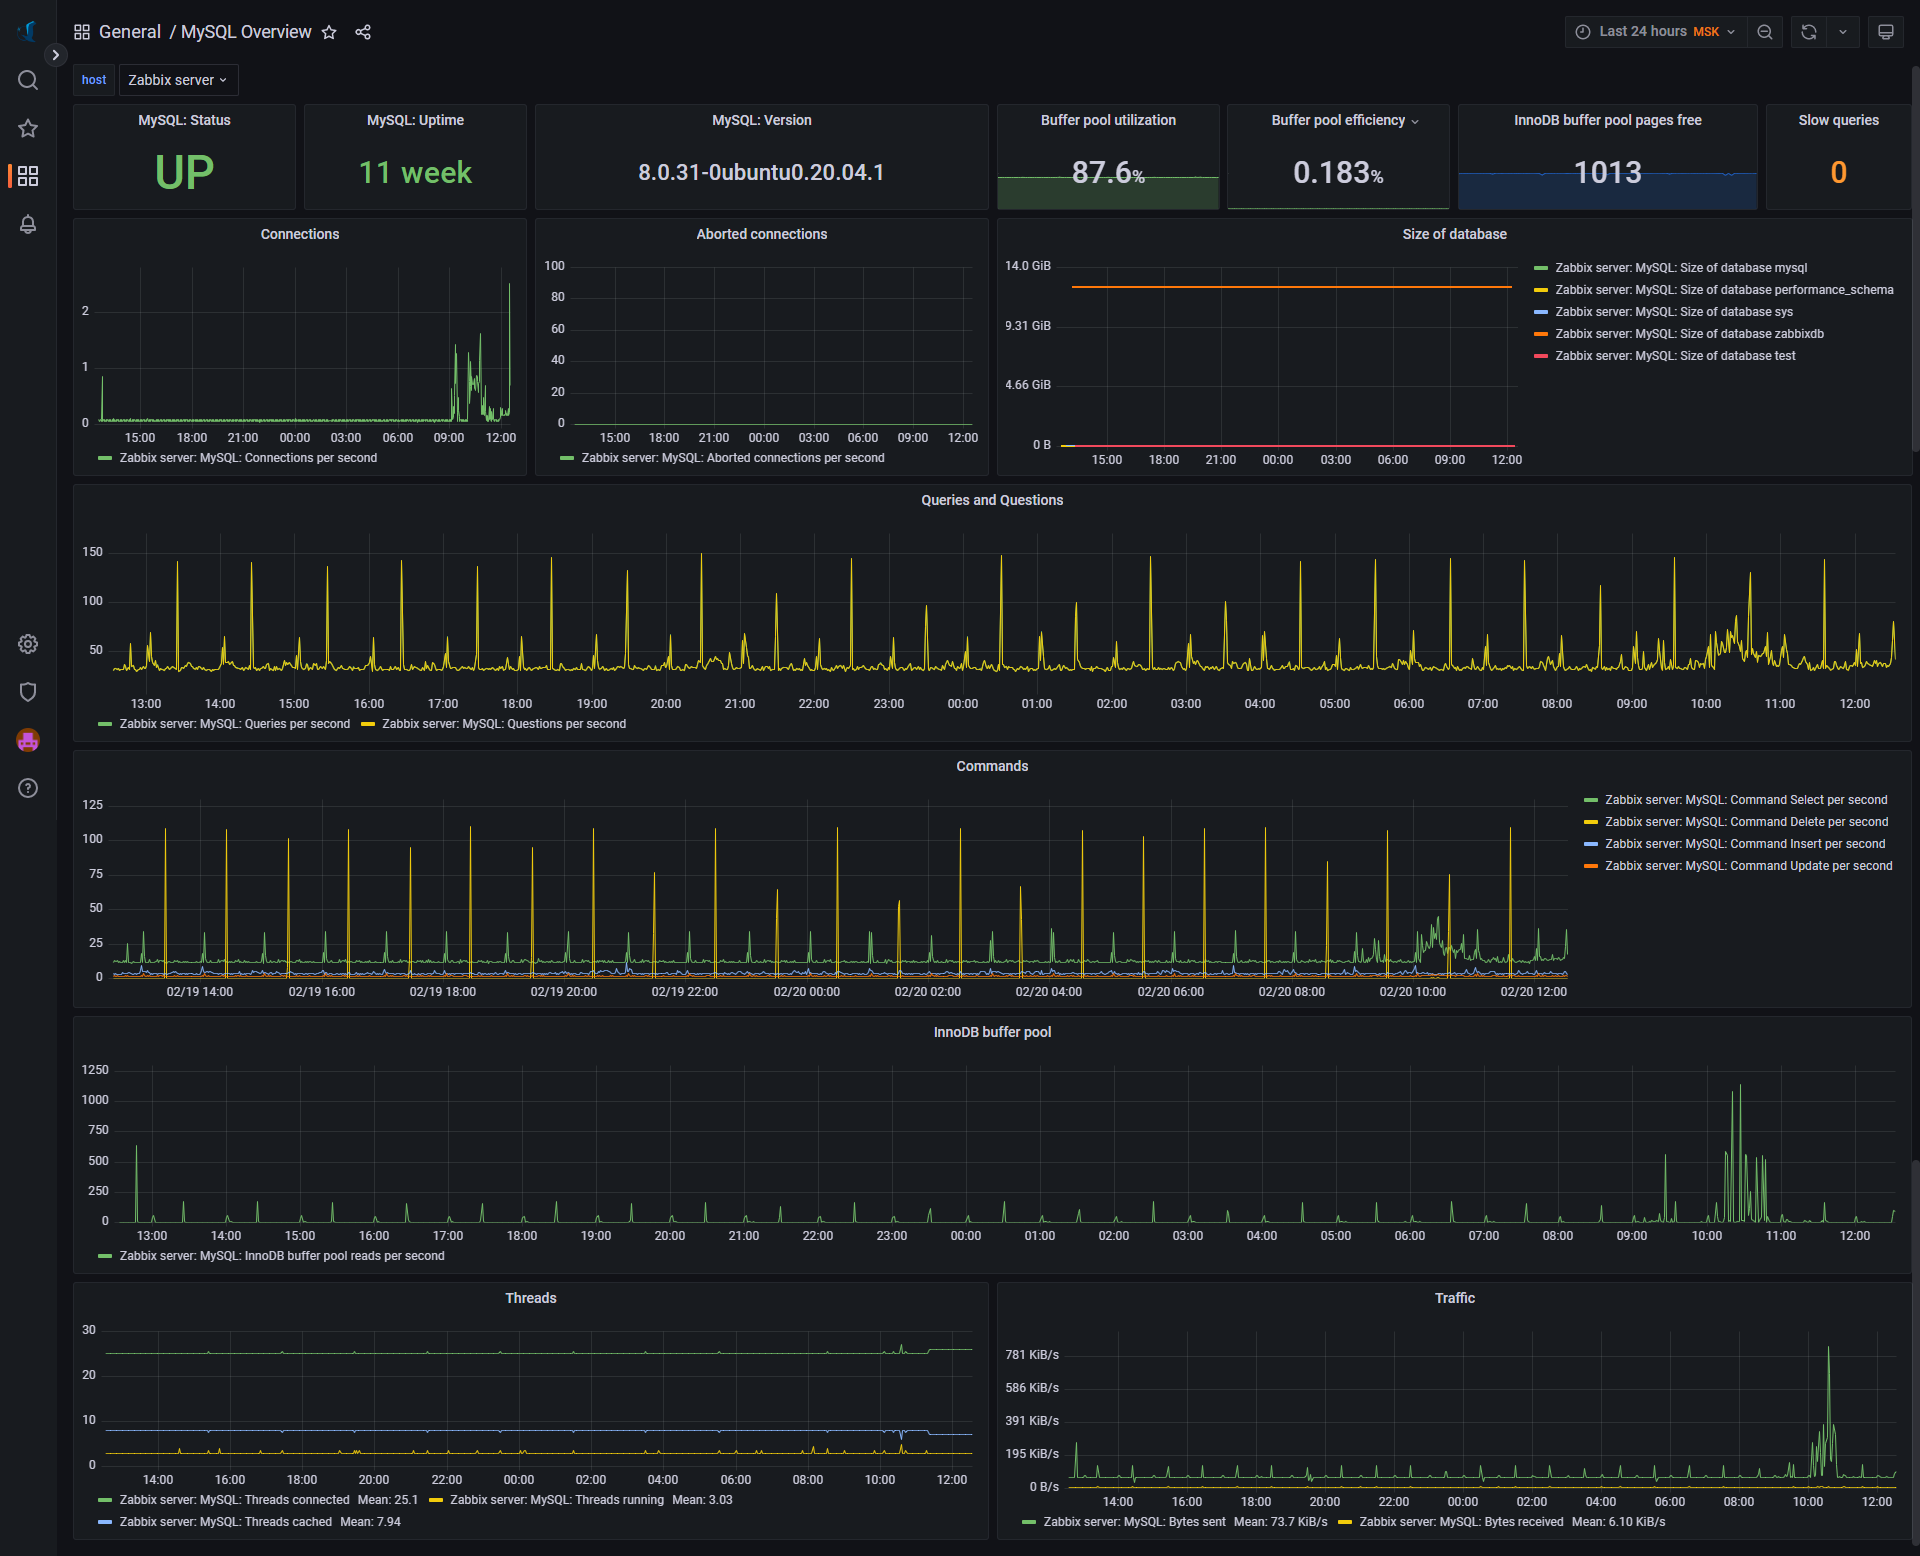 General / MySQL Overview
Last 24 hours MSK
host Zabbix server
MySQL: Status
UP
MySQL: Uptime
11 week
MySQL: Version
8.0.31-0ubuntu0.20.04.1
Buffer pool utilization
87.6%
Buffer pool efficiency
0.183%
InnoDB buffer pool pages free
1013
Slow queries
0
Connections
2
1
0
15:00 18:00 21:00 00:00 03:00 06:00 09:00 12:00
Zabbix server: MySQL: Connections per second
Aborted connections
100
80
60
40
20
0
15:00 18:00 21:00 00:00 03:00 06:00 09:00 12:00
Zabbix server: MySQL: Aborted connections per second
Size of database
14.0 GiB
9.31 GiB
4.66 GiB
0 B
15:00 18:00 21:00 00:00 03:00 06:00 09:00 12:00
Zabbix server: MySQL: Size of database mysql
Zabbix server: MySQL: Size of database performance_schema
Zabbix server: MySQL: Size of database sys
Zabbix server: MySQL: Size of database zabbixdb
Zabbix server: MySQL: Size of database test
Queries and Questions
150
100
50
13:00 14:00 15:00 16:00 17:00 18:00 19:00 20:00 21:00 22:00 23:00 00:00 01:00 02:00 03:00 04:00 05:00 06:00 07:00 08:00 09:00 10:00 11:00 12:00
Zabbix server: MySQL: Queries per second Zabbix server: MySQL: Questions per second
Commands
125
100
75
50
25
0
02/19 14:00 02/19 16:00 02/19 18:00 02/19 20:00 02/19 22:00 02/20 00:00 02/20 02:00 02/20 04:00 02/20 06:00 02/20 08:00 02/20 10:00 02/20 12:00
Zabbix server: MySQL: Command Select per second
Zabbix server: MySQL: Command Delete per second
Zabbix server: MySQL: Command Insert per second
Zabbix server: MySQL: Command Update per second
InnoDB buffer pool
1250
1000
750
500
250
0
13:00 14:00 15:00 16:00 17:00 18:00 19:00 20:00 21:00 22:00 23:00 00:00 01:00 02:00 03:00 04:00 05:00 06:00 07:00 08:00 09:00 10:00 11:00 12:00
Zabbix server: MySQL: InnoDB buffer pool reads per second
Threads
30
20
10
0
14:00 16:00 18:00 20:00 22:00 00:00 02:00 04:00 06:00 08:00 10:00 12:00
Zabbix server: MySQL: Threads connected Mean: 25.1 Zabbix server: MySQL: Threads running Mean: 3.03
Zabbix server: MySQL: Threads cached Mean: 7.94
Traffic
781 KiB/s
586 KiB/s
391 KiB/s
195 KiB/s
0 B/s
14:00 16:00 18:00 20:00 22:00 00:00 02:00 04:00 06:00 08:00 10:00 12:00
Zabbix server: MySQL: Bytes sent Mean: 73.7 KiB/s Zabbix server: MySQL: Bytes received Mean: 6.10 KiB/s